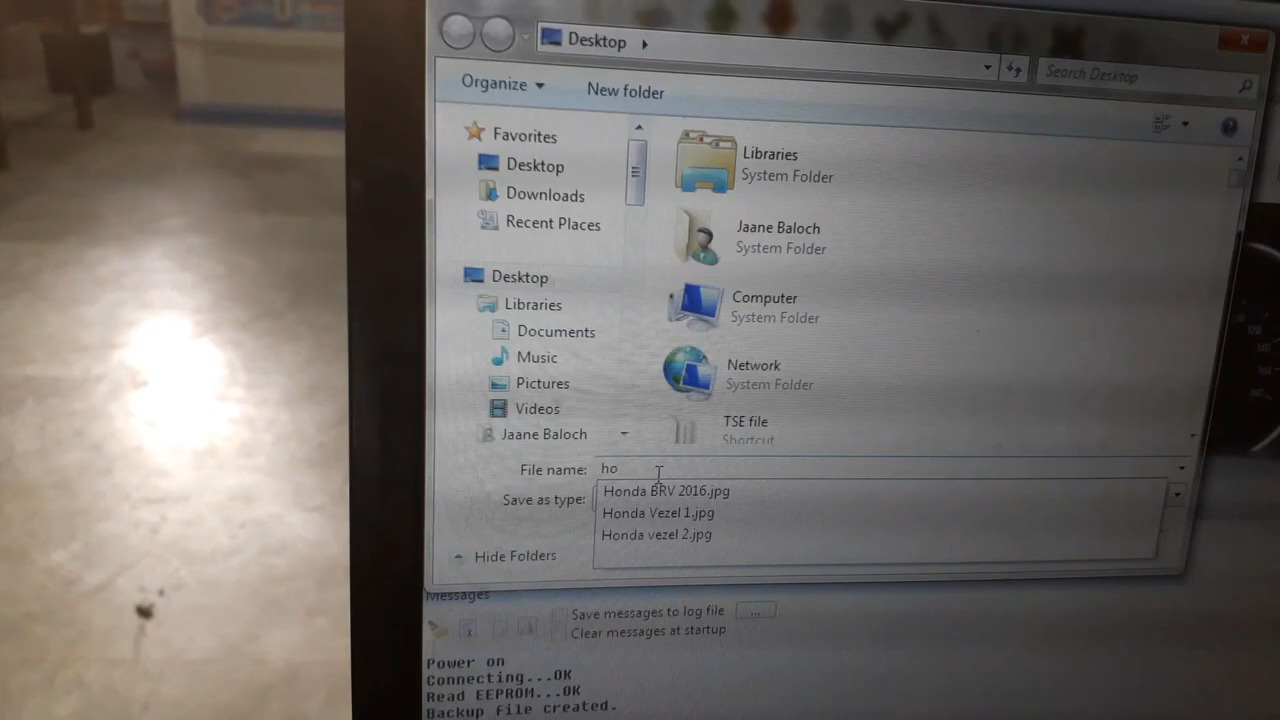 Desktop
Search Desktop
Organize
New folder
Favorites
Desktop
Downloads
Recent Places
Desktop
Libraries
Documents
Music
Pictures
Videos
Jaane Baloch
Libraries
System Folder
Jaane Baloch
System Folder
Computer
System Folder
Network
System Folder
TSE file
Shortcut
File name: ho
Save as type:
Honda BRV 2016.jpg
Honda Vezel 1.jpg
Honda vezel 2.jpg
Hide Folders
Messages
Save messages to log file ...
Clear messages at startup
Power on
Connecting...OK
Read EEPROM...OK
Backup file created.